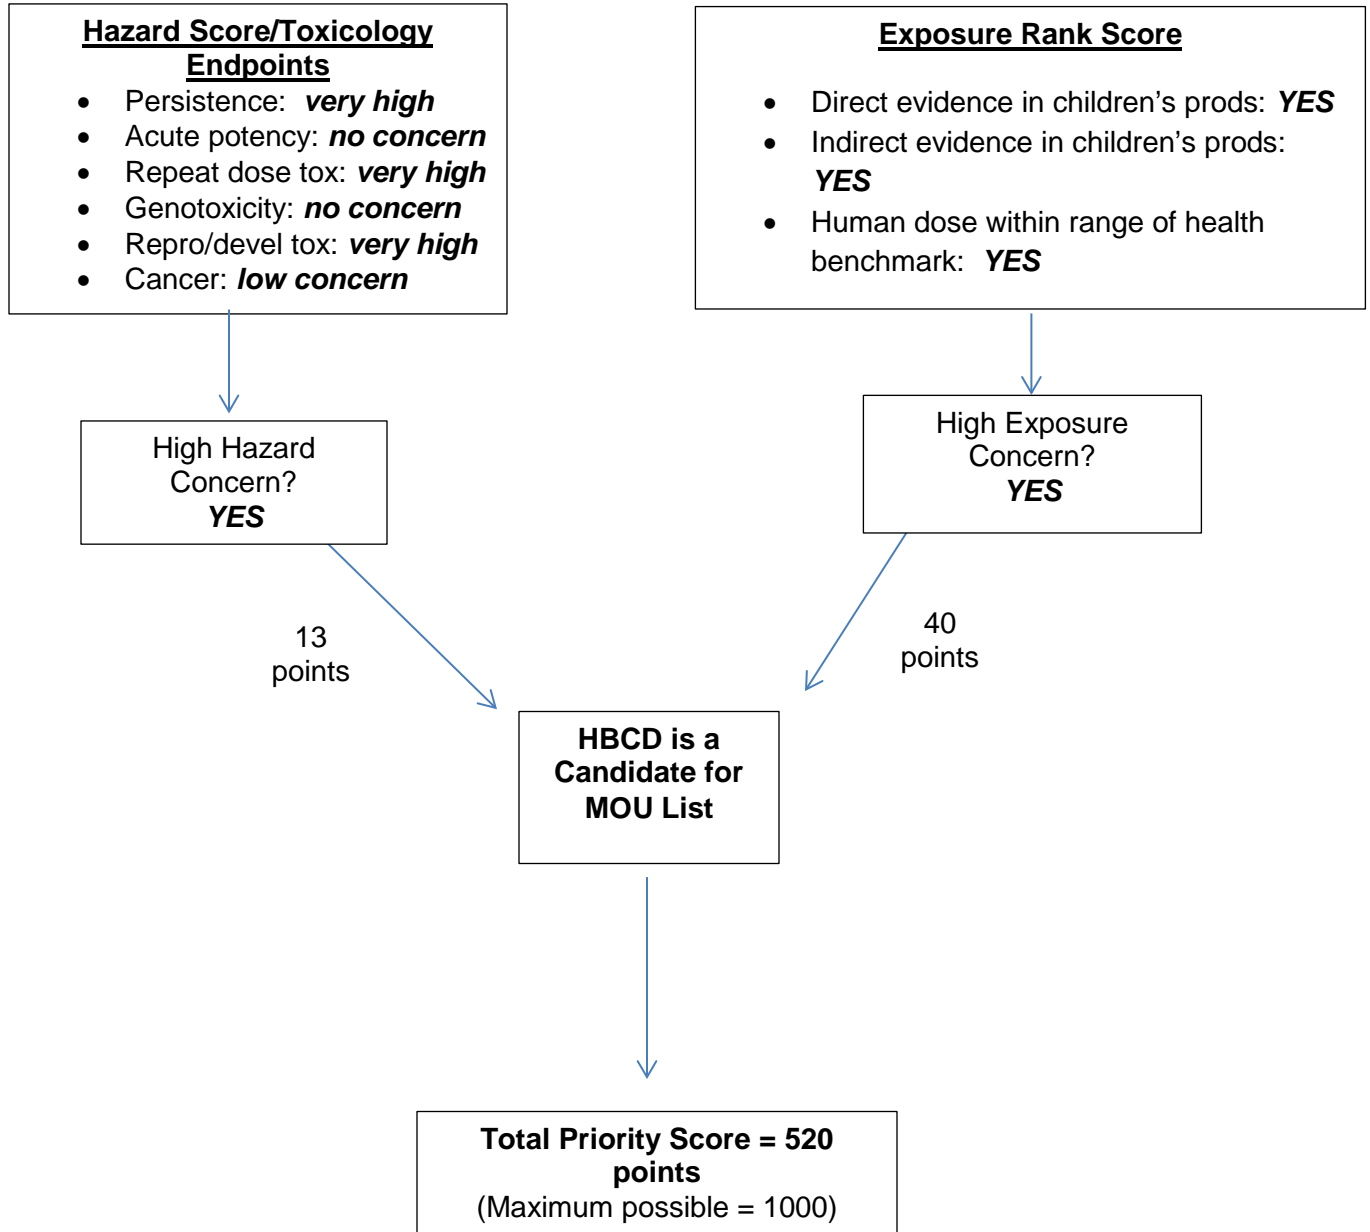 Hazard Score/Toxicology
Endpoints
• Persistence: very high
• Acute potency: no concern
• Repeat dose tox: very high
• Genotoxicity: no concern
• Repro/devel tox: very high
• Cancer: low concern
Exposure Rank Score
• Direct evidence in children’s prods: YES
• Indirect evidence in children’s prods:
YES
• Human dose within range of health
benchmark: YES
High Hazard
Concern?
YES
High Exposure
Concern?
YES
13
points
40
points
HBCD is a
Candidate for
MOU List
Total Priority Score = 520
points
(Maximum possible = 1000)